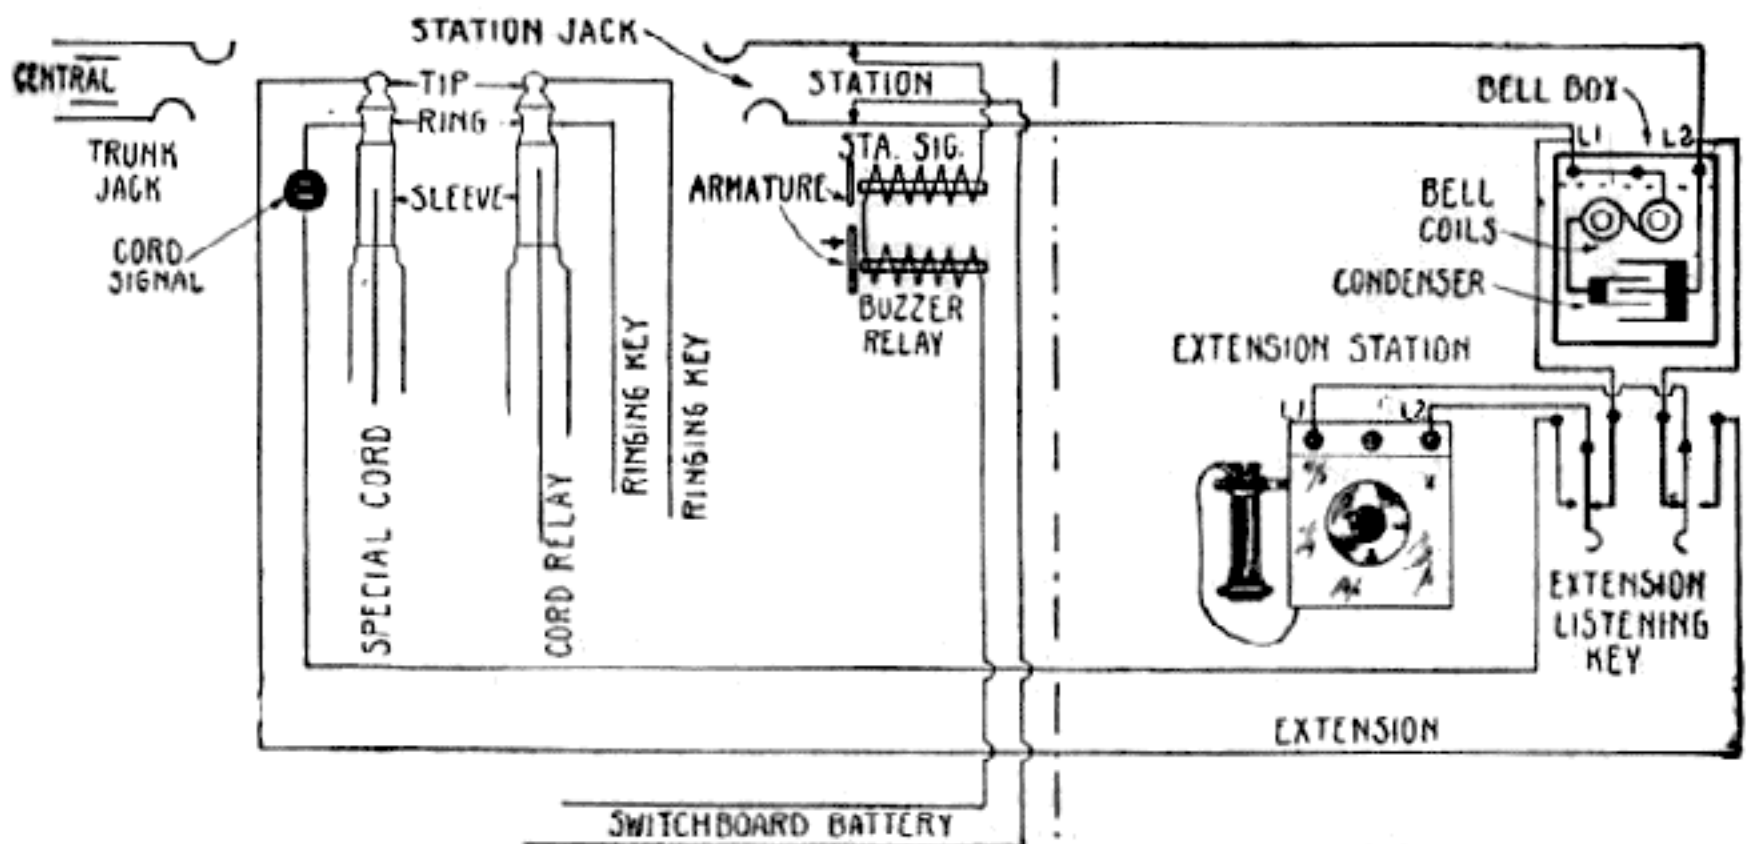 STATION JACK
CENTRAL
TIP
STATION
BELL BOX
RING
TRUNK
JACK
STA. SIG.
L1
L2
ARMATURE
SLEEVE
BELL
COILS
CORD
SIGNAL
CONDENSER
BUZZER
RELAY
EXTENSION STATION
RINGING KEY
RINGING KEY
L1
L2
SPECIAL CORD
CORD RELAY
EXTENSION
LISTENING
KEY
EXTENSION
SWITCHBOARD BATTERY